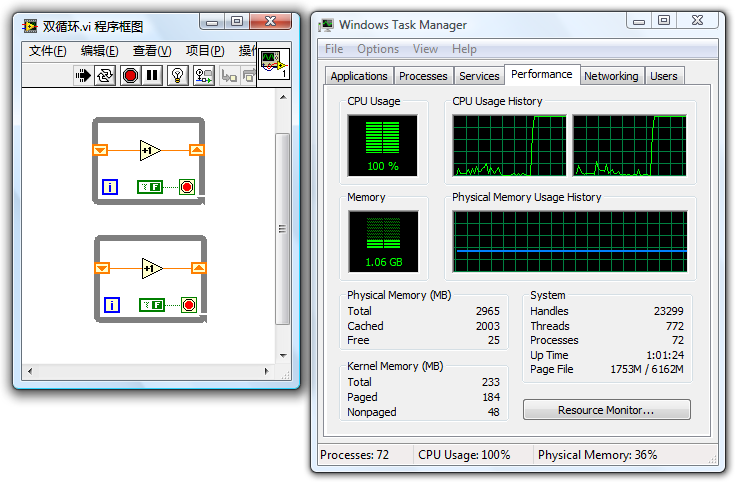 双循环.vi 程序框图
文件(F) 编辑(E) 查看(V) 项目(P) 操
1
+1
i
F
+1
i
F
Windows Task Manager
File Options View Help
Applications Processes Services Performance Networking Users
CPU Usage CPU Usage History
100 %
Memory Physical Memory Usage History
1.06 GB
Physical Memory (MB)
Total 2965
Cached 2003
Free 25
Kernel Memory (MB)
Total 233
Paged 184
Nonpaged 48
System
Handles 23299
Threads 772
Processes 72
Up Time 1:01:24
Page File 1753M / 6162M
Resource Monitor...
Processes: 72 CPU Usage: 100% Physical Memory: 36%